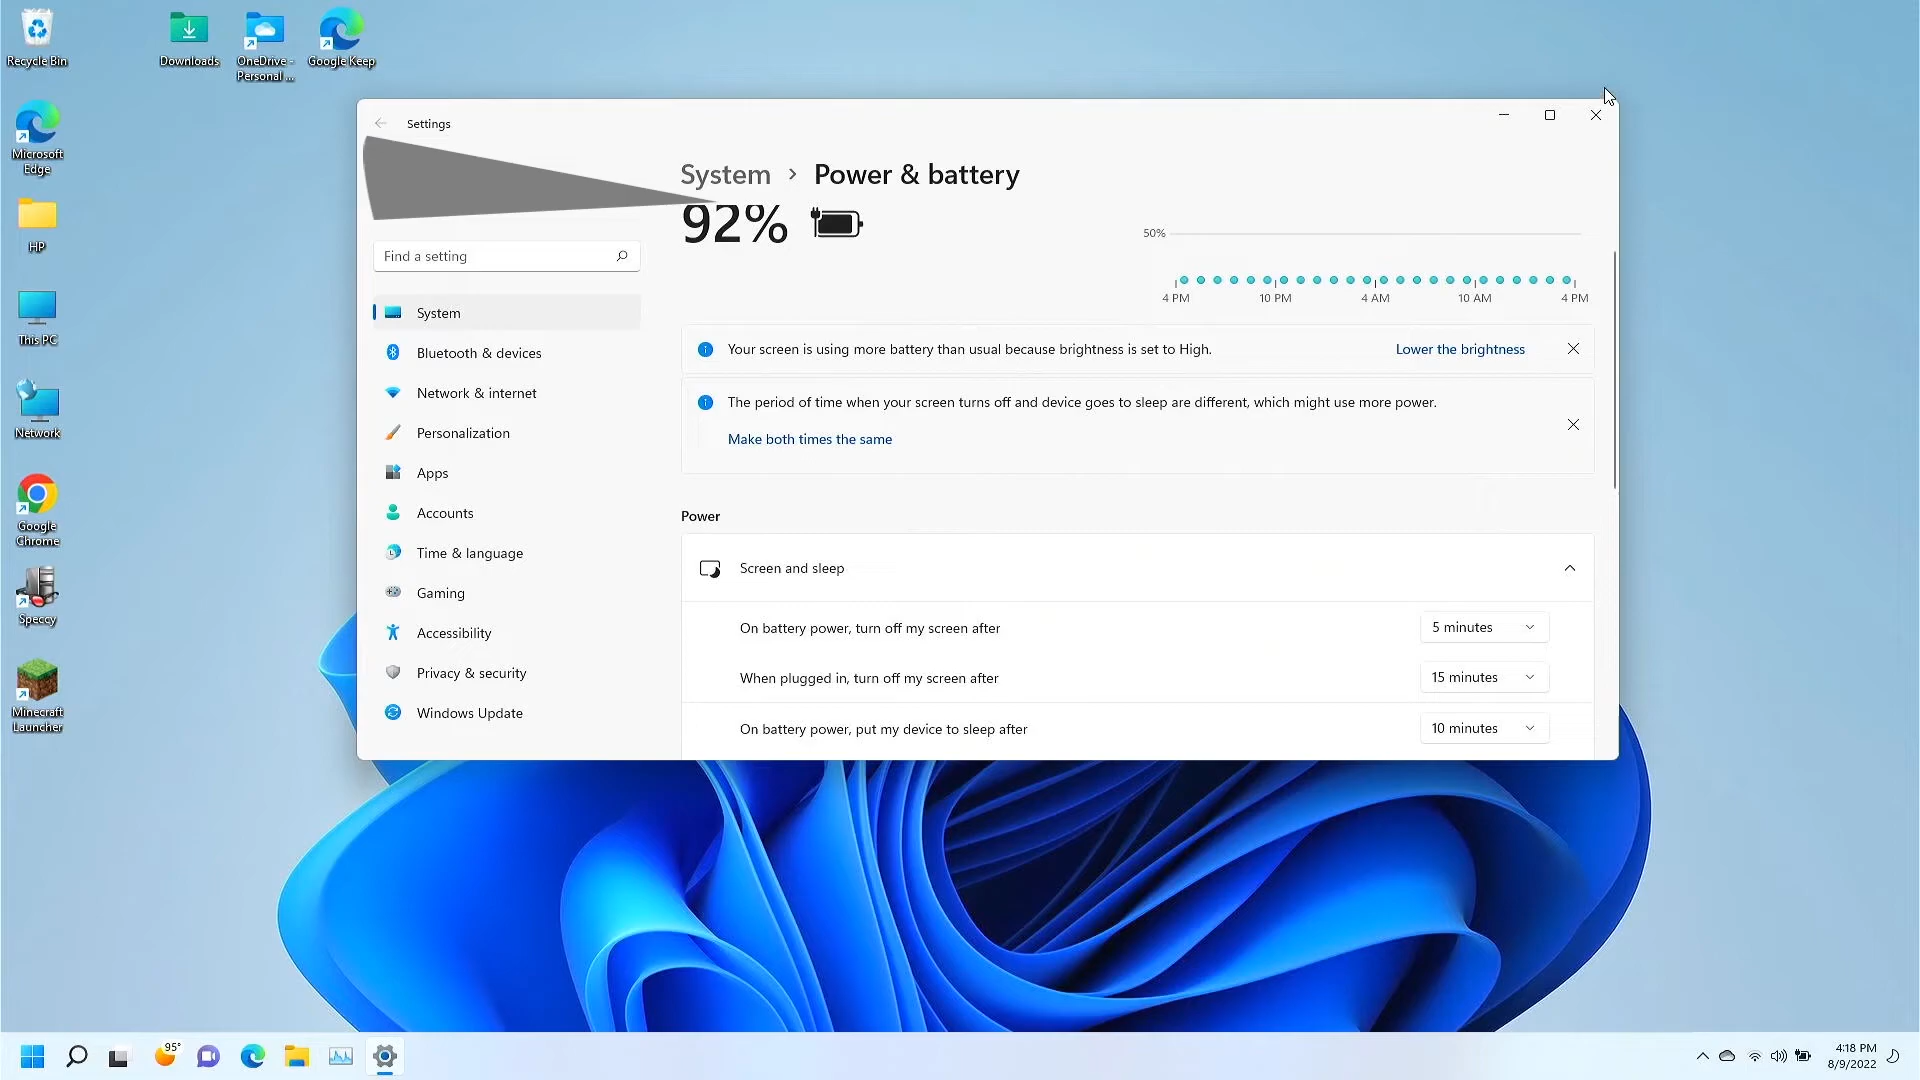 Recycle Bin
Downloads
OneDrive -
Personal ...
Google Keep
Microsoft
Edge
HP
This PC
Network
Google
Chrome
Speccy
Minecraft
Launcher
Settings
Find a setting
System
Bluetooth & devices
Network & internet
Personalization
Apps
Accounts
Time & language
Gaming
Accessibility
Privacy & security
Windows Update
System › Power & battery
92%
50%
4 PM 10 PM 4 AM 10 AM 4 PM
Your screen is using more battery than usual because brightness is set to High. Lower the brightness
The period of time when your screen turns off and device goes to sleep are different, which might use more power.
Make both times the same
Power
Screen and sleep
On battery power, turn off my screen after 5 minutes
When plugged in, turn off my screen after 15 minutes
On battery power, put my device to sleep after 10 minutes
95°
4:18 PM
8/9/2022